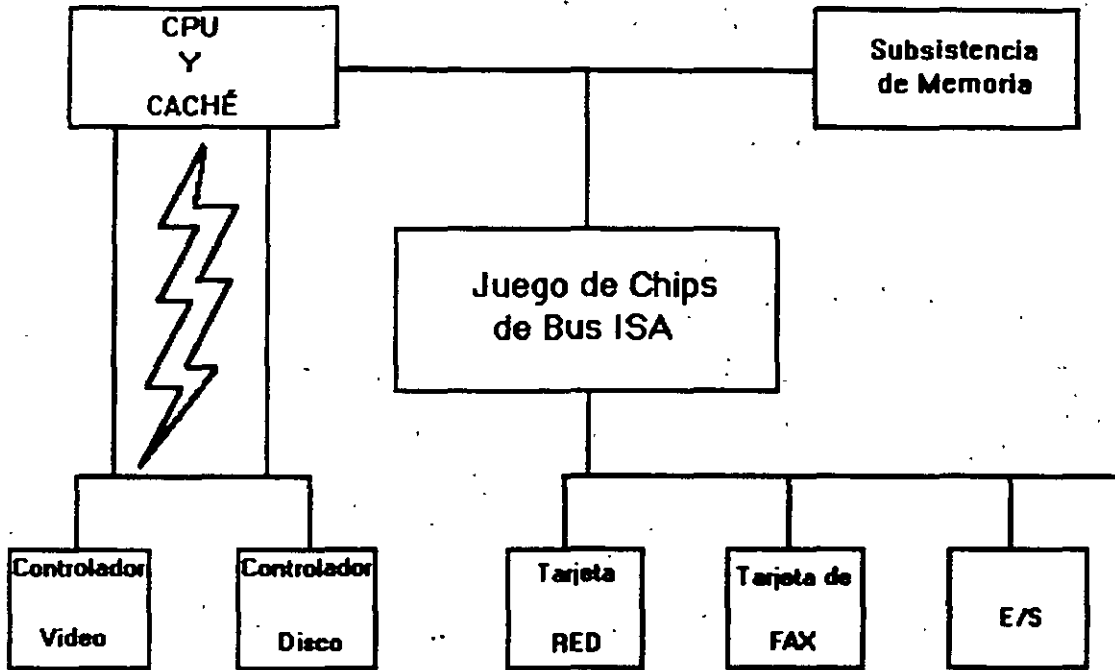 CPU
Y
CACHÉ
Subsistencia
de Memoria
Juego de Chips
de Bus ISA
Controlador
Video
Controlador
Disco
Tarjeta
RED
Tarjeta de
FAX
E/S